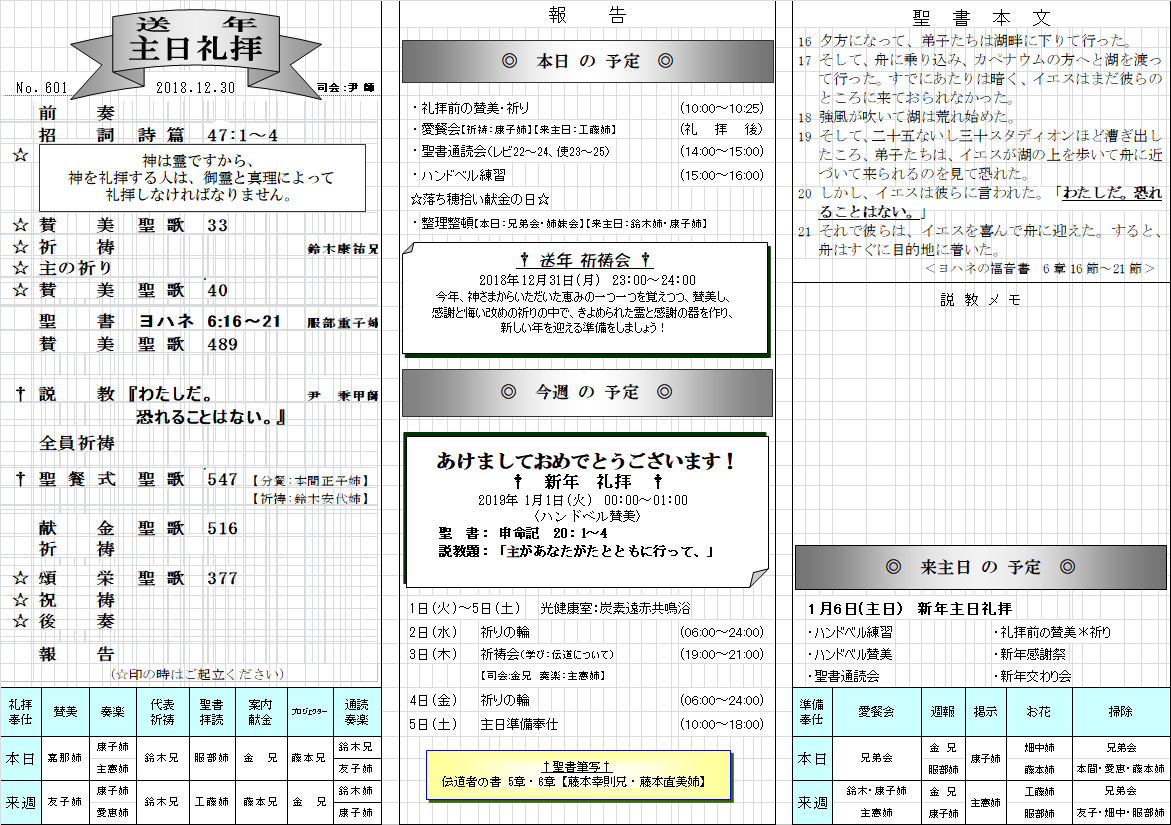 送　年
主日礼拝
No. 601　2018.12.30　司会：尹 師
前　奏
招　詞　詩 篇　47：1～4
☆
神は霊ですから、
神を礼拝する人は、御霊と真理によって
礼拝しなければなりません。
☆ 賛　美　聖 歌　33
☆ 祈　祷　鈴木康祐兄
☆ 主の祈り
☆ 賛　美　聖 歌　40
聖　書　ヨハネ　6:16～21　服部重子姉
賛　美　聖 歌　489
† 説　教 『わたしだ。　尹　秉甲師
恐れることはない。』
全員祈祷
† 聖 餐 式　聖 歌　547　【分餐：本間正子姉】
【祈祷：鈴木安代姉】
献　金　聖 歌　516
祈　祷
☆ 頌　栄　聖 歌　377
☆ 祝　祷
☆ 後　奏
報　告
(☆印の時はご起立ください)
礼拝奉仕　賛美　奏楽　代表祈祷　聖書拝読　案内献金　プロジェクター　通読奏楽
本日　嘉那姉　康子姉　主憲姉　鈴木兄　服部姉　金　兄　藤本兄　鈴木兄　友子姉
来週　友子姉　康子姉　愛恵姉　鈴木兄　工藤姉　藤本兄　金　兄　鈴木姉　康子姉
報　告
◎　本日 の 予定　◎
・礼拝前の賛美・祈り　(10:00～10:25)
・愛餐会【祈祷：康子姉】【来主日：工藤姉】　(礼　拝　後)
・聖書通読会(レビ22～24、使23～25)　(14:00～15:00)
・ハンドベル練習　(15:00～16:00)
☆落ち穂拾い献金の日☆
・整理整頓【本日：兄弟会・姉妹会】【来主日：鈴木姉・康子姉】
† 送年 祈祷会 †
2018年12月31日(月)　23:00～24:00
今年、神さまからいただいた恵みの一つ一つを覚えつつ、賛美し、
感謝と悔い改めの祈りの中で、きよめられた霊と感謝の器を作り、
新しい年を迎える準備をしましょう！
◎　今週 の 予定　◎
あけましておめでとうございます！
†　新年　礼拝　†
2019年 1月1日(火)　00:00～01:00
〈ハンドベル賛美〉
聖　書： 申命記　20：1～4
説教題：「主があなたがたとともに行って、」
1日(火)～5日(土)　光健康室：炭素遠赤共鳴浴
2日(水)　祈りの輪　(06:00～24:00)
3日(木)　祈祷会(学び：伝道について)　(19:00～21:00)
【司会:金兄　奏楽：主憲姉】
4日(金)　祈りの輪　(06:00～24:00)
5日(土)　主日準備奉仕　(10:00～18:00)
†聖書筆写†
伝道者の書 5章・6章【藤本幸則兄・藤本直美姉】
聖 書 本 文
16 夕方になって、弟子たちは湖畔に下りて行った。
17 そして、舟に乗り込み、カペナウムの方へと湖を渡っ
て行った。すでにあたりは暗く、イエスはまだ彼らの
ところに来ておられなかった。
18 強風が吹いて湖は荒れ始めた。
19 そして、二十五ないし三十スタディオンほど漕ぎ出し
たころ、弟子たちは、イエスが湖の上を歩いて舟に近
づいて来られるのを見て恐れた。
20 しかし、イエスは彼らに言われた。「わたしだ。恐れ
ることはない。」
21 それで彼らは、イエスを喜んで舟に迎えた。すると、
舟はすぐに目的地に着いた。
＜ヨハネの福音書　6章16節～21節＞
説 教 メ モ
◎　来主日 の 予定　◎
1月6日(主日)　新年主日礼拝
・ハンドベル練習　・礼拝前の賛美＊祈り
・ハンドベル賛美　・新年感謝祭
・聖書通読会　・新年交わり会
準備奉仕　愛餐会　週報　掲示　お花　掃除
本日　兄弟会　金　兄　服部姉　康子姉　畑中姉　藤本姉　兄弟会　本間・愛恵・藤本姉
来週　鈴木・康子姉　主憲姉　金　兄　康子姉　主憲姉　工藤姉　服部姉　兄弟会　友子・畑中・服部姉